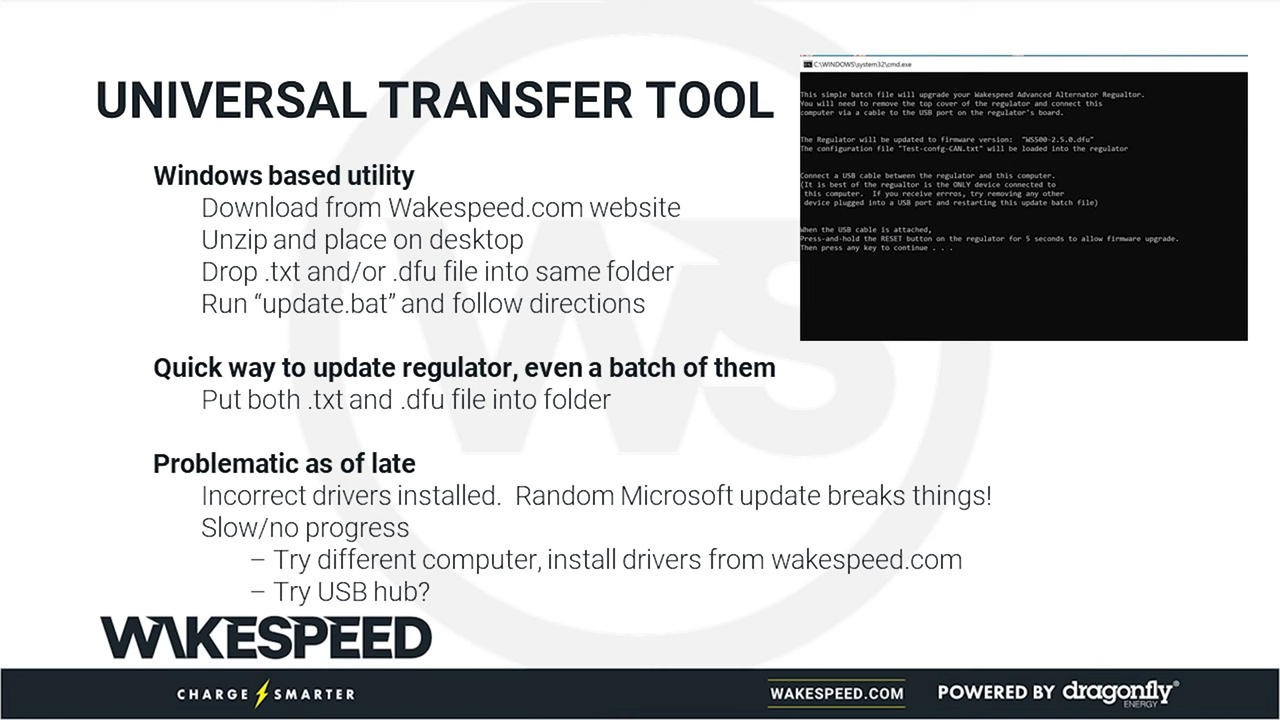 UNIVERSAL TRANSFER TOOL
Windows based utility
Download from Wakespeed.com website
Unzip and place on desktop
Drop .txt and/or .dfu file into same folder
Run “update.bat” and follow directions
Quick way to update regulator, even a batch of them
Put both .txt and .dfu file into folder
Problematic as of late
Incorrect drivers installed. Random Microsoft update breaks things!
Slow/no progress
– Try different computer, install drivers from wakespeed.com
– Try USB hub?
C:\WINDOWS\system32\cmd.exe
This simple batch file will upgrade your Wakespeed Advanced Alternator Regualtor.
You will need to remove the top cover of the regulator and connect this
computer via a cable to the USB port on the regulator's board.
The Regulator will be updated to firmware version: "WS500-2.5.0.dfu"
The configuration file "Test-confg-CAN.txt" will be loaded into the regulator
Connect a USB cable between the regulator and this computer.
(It is best of the regualtor is the ONLY device connected to
this computer. If you receive errros, try removing any other
device plugged into a USB port and restarting this update batch file)
When the USB cable is attached,
Press-and-hold the RESET button on the regulator for 5 seconds to allow firmware upgrade.
Then press any key to continue . . .
WS
WAKESPEED
CHARGE SMARTER
WAKESPEED.COM
POWERED BY dragonfly®
ENERGY